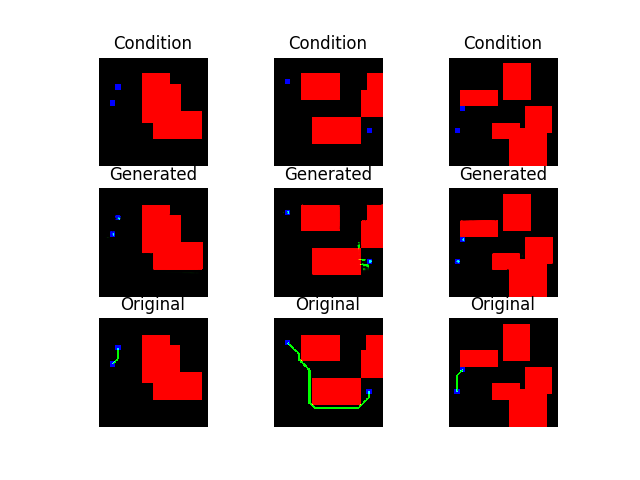 Condition Condition Condition
Generated Generated Generated
Original Original Original